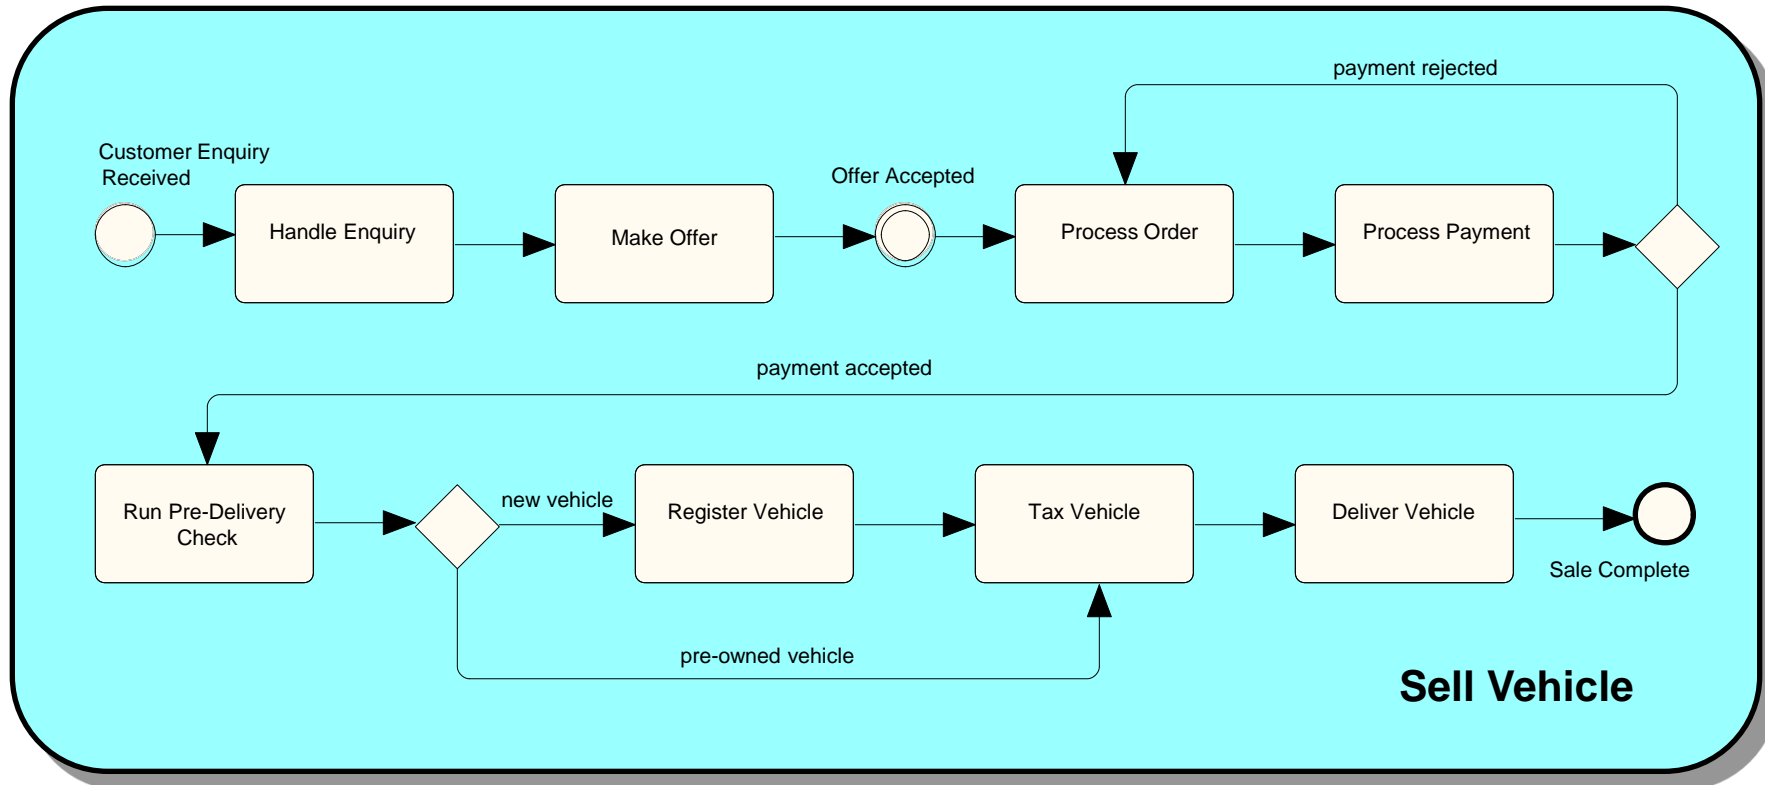 payment rejected
Customer Enquiry
Received
Offer Accepted
Handle Enquiry
Make Offer
Process Order
Process Payment
payment accepted
Run Pre-Delivery
Check
new vehicle
Register Vehicle
Tax Vehicle
Deliver Vehicle
Sale Complete
pre-owned vehicle
Sell Vehicle